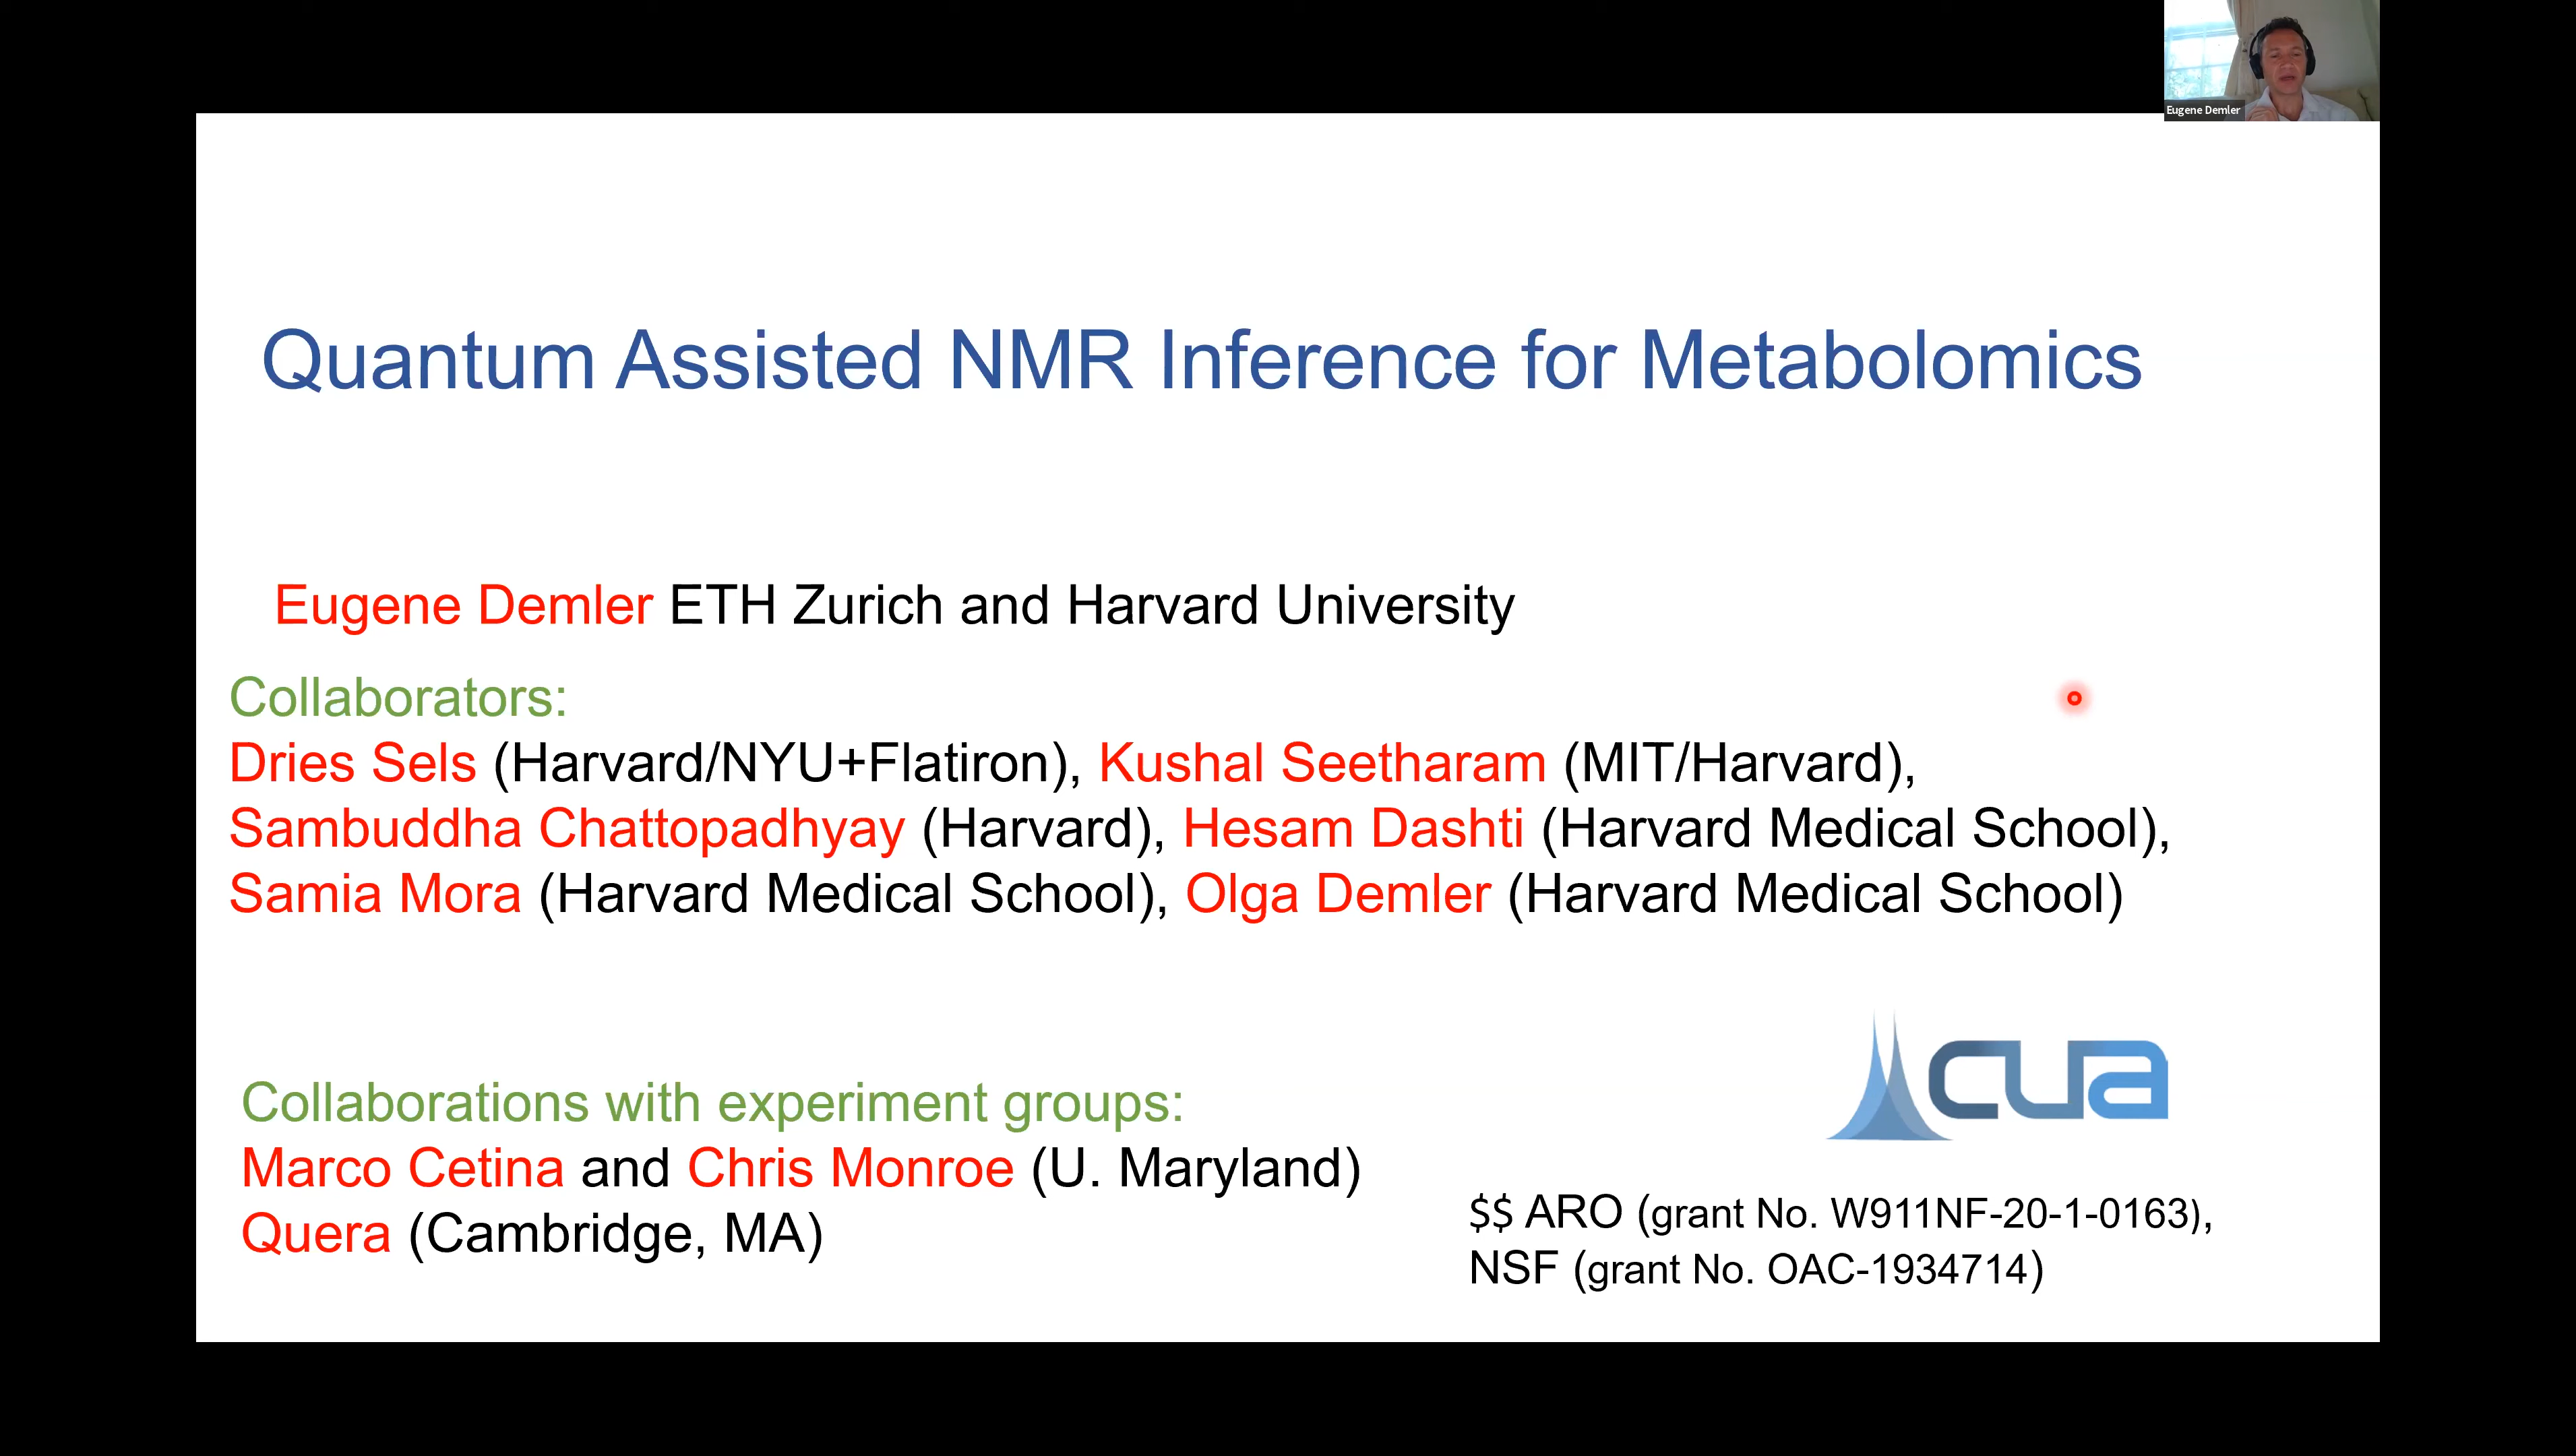 Eugene Demler
Quantum Assisted NMR Inference for Metabolomics
Eugene Demler ETH Zurich and Harvard University
Collaborators:
Dries Sels (Harvard/NYU+Flatiron), Kushal Seetharam (MIT/Harvard),
Sambuddha Chattopadhyay (Harvard), Hesam Dashti (Harvard Medical School),
Samia Mora (Harvard Medical School), Olga Demler (Harvard Medical School)
Collaborations with experiment groups:
Marco Cetina and Chris Monroe (U. Maryland)
Quera (Cambridge, MA)
cua
$$ ARO (grant No. W911NF-20-1-0163),
NSF (grant No. OAC-1934714)